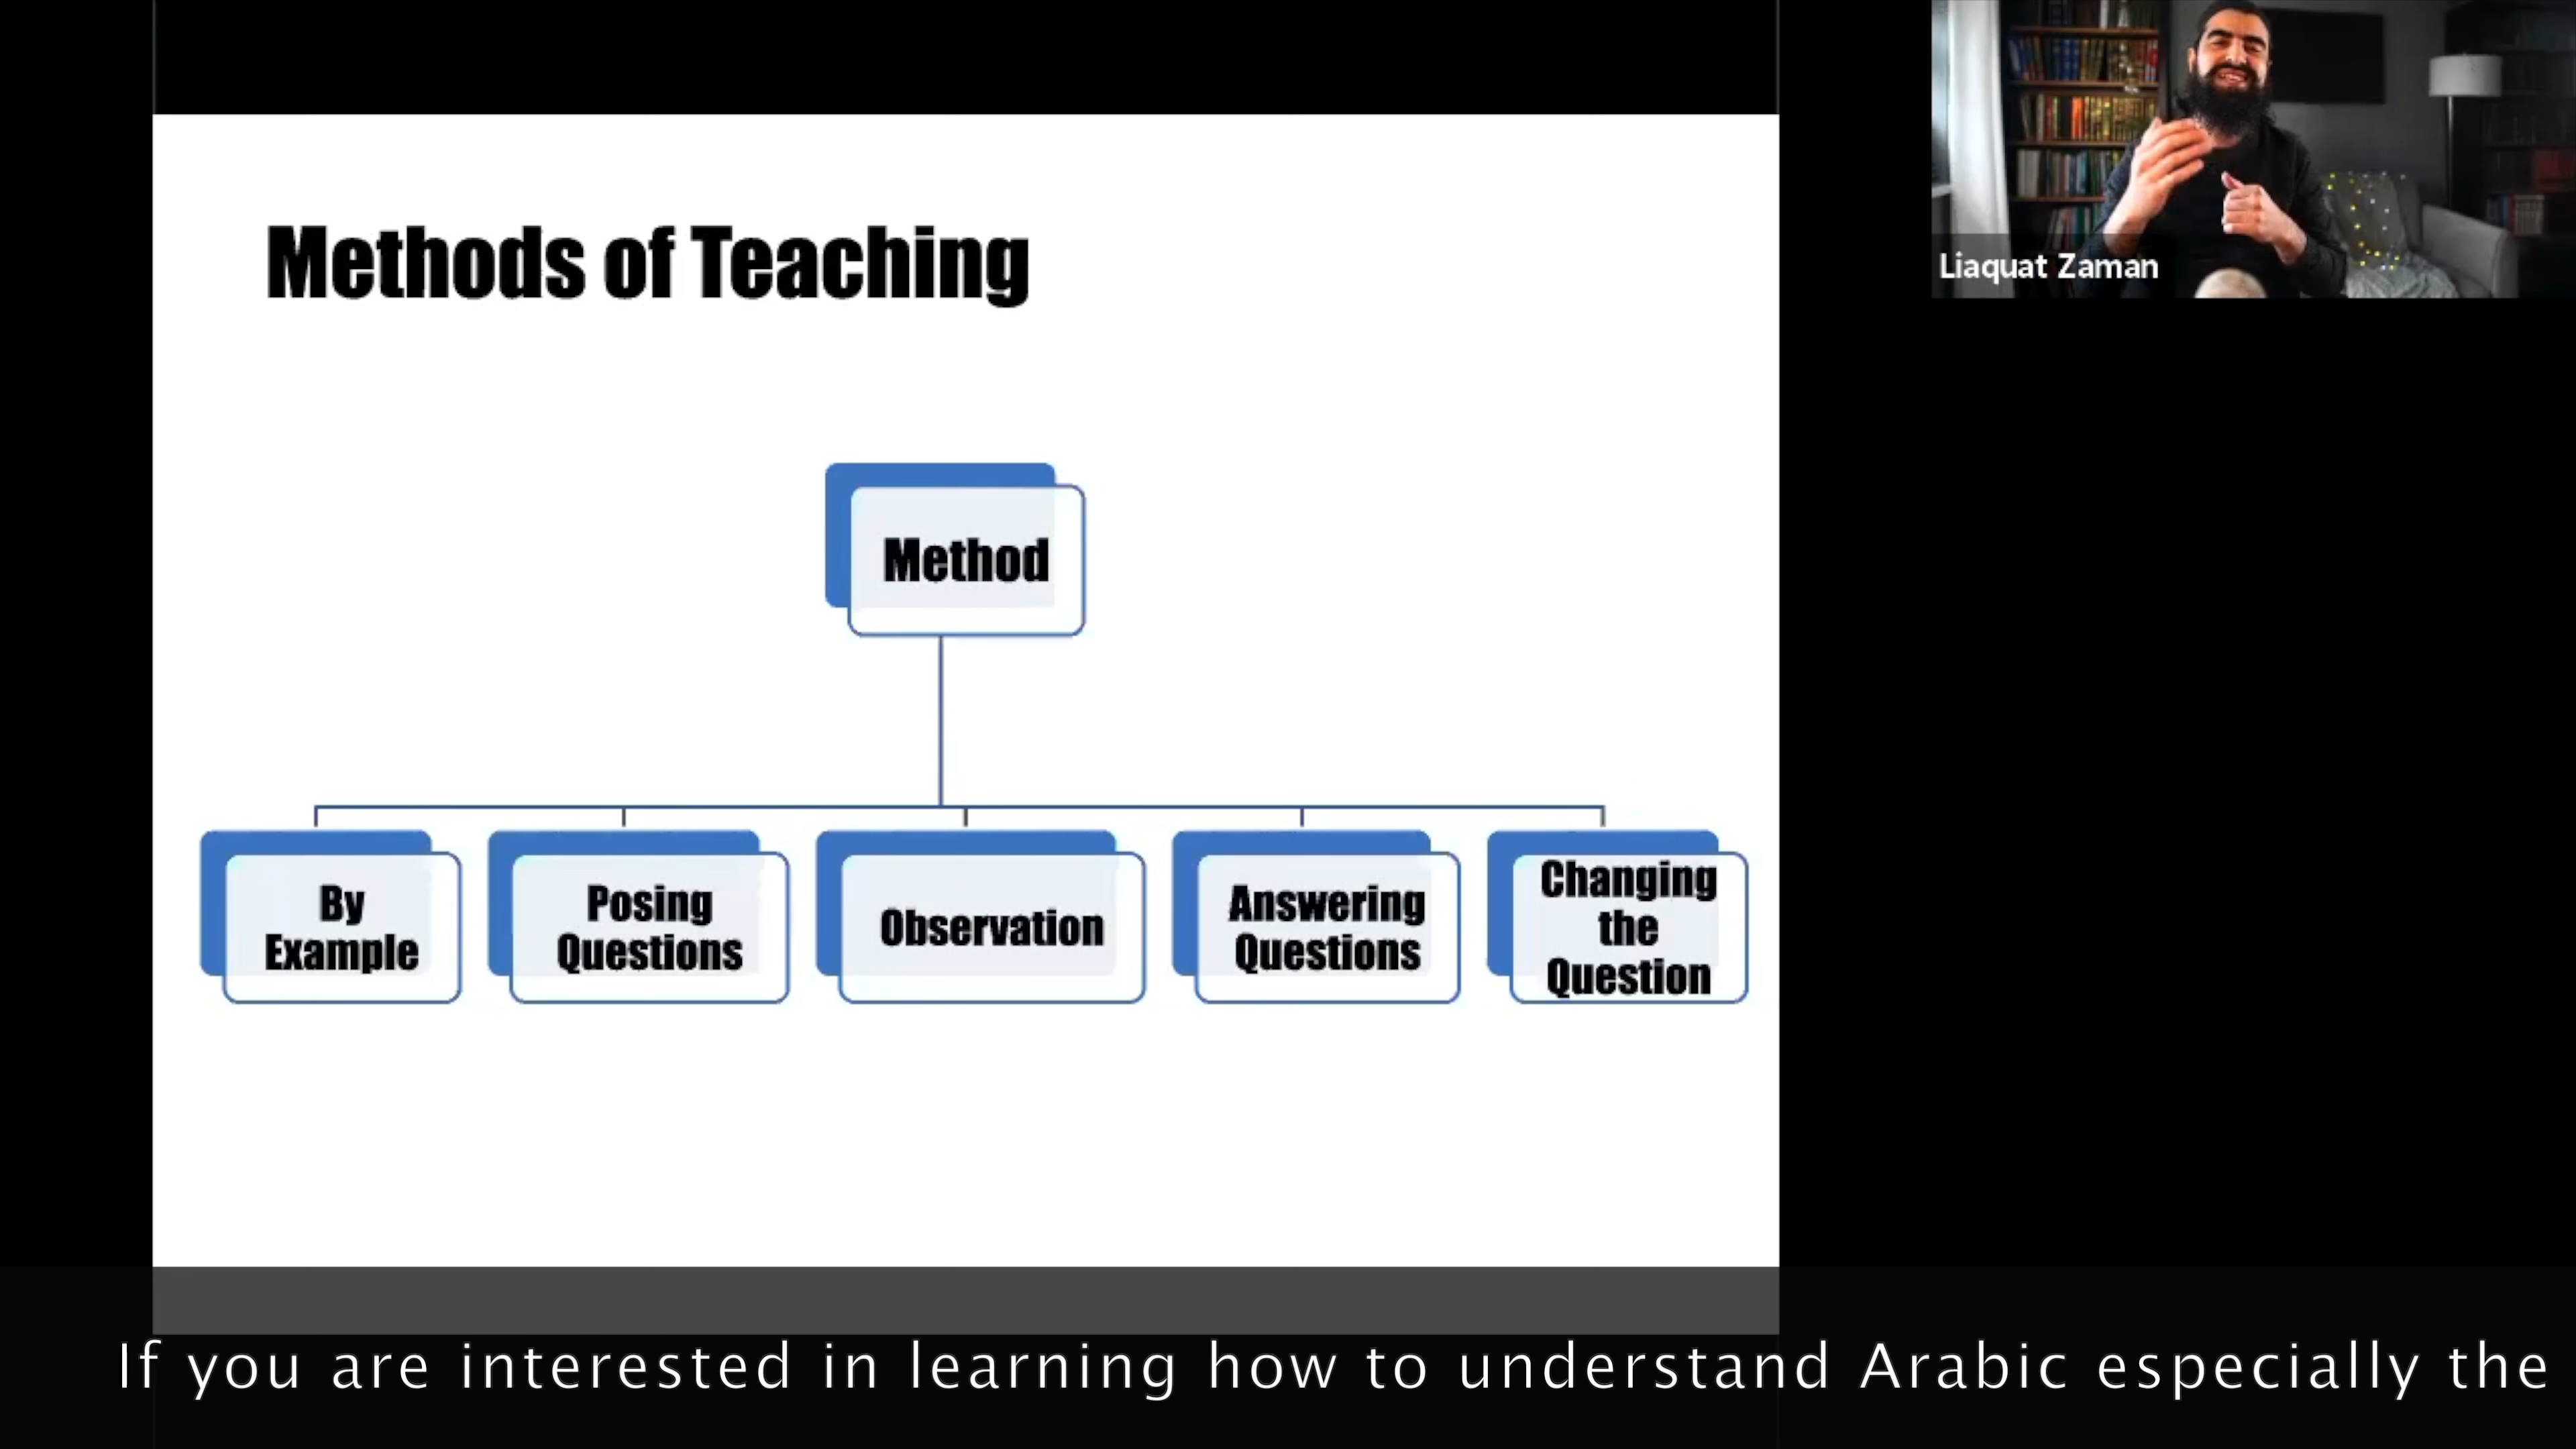 Methods of Teaching
Liaquat Zaman
Method
By
Example
Posing
Questions
Observation
Answering
Questions
Changing
the
Question
If you are interested in learning how to understand Arabic especially the